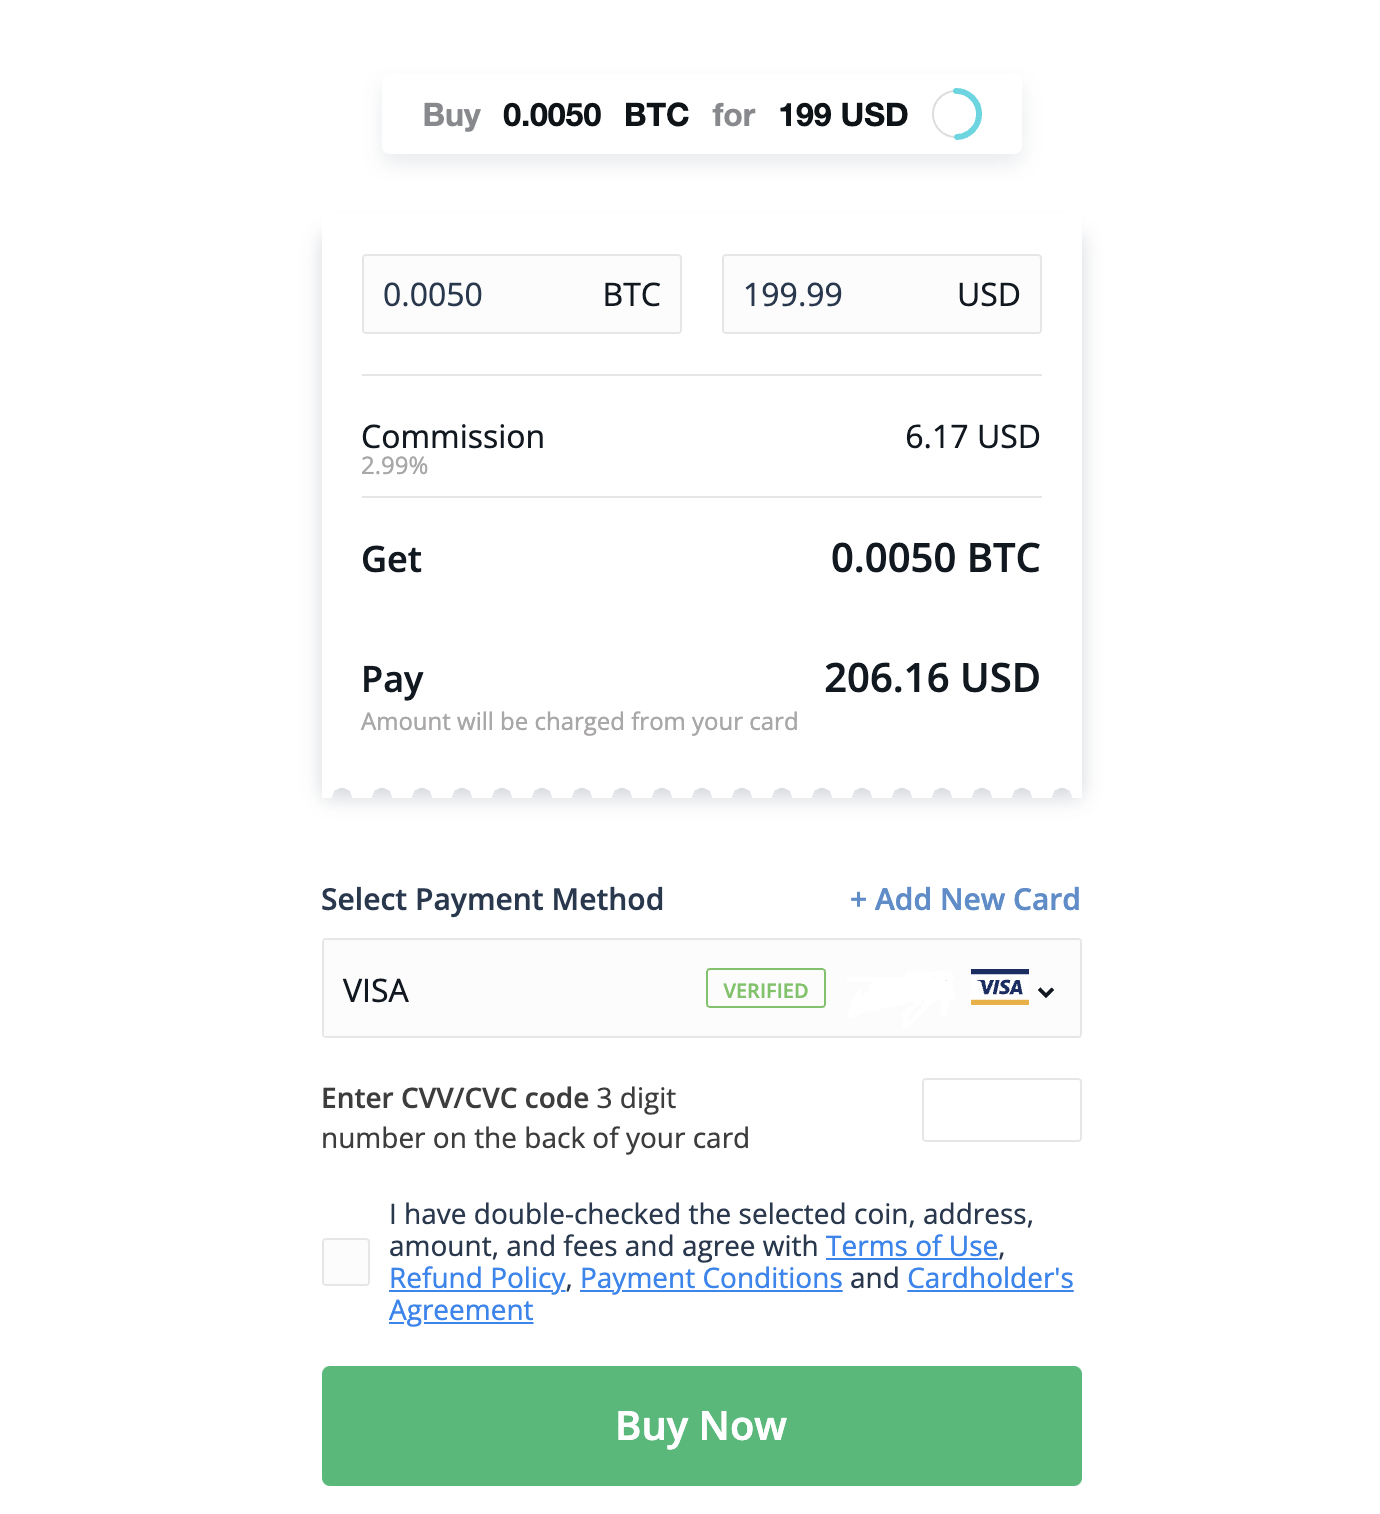 Buy 0.0050 BTC for 199 USD
0.0050 BTC 199.99 USD
Commission 6.17 USD
2.99%
Get 0.0050 BTC
Pay 206.16 USD
Amount will be charged from your card
Select Payment Method + Add New Card
VISA VERIFIED VISA
Enter CVV/CVC code 3 digit
number on the back of your card
I have double-checked the selected coin, address,
amount, and fees and agree with Terms of Use,
Refund Policy, Payment Conditions and Cardholder's
Agreement
Buy Now